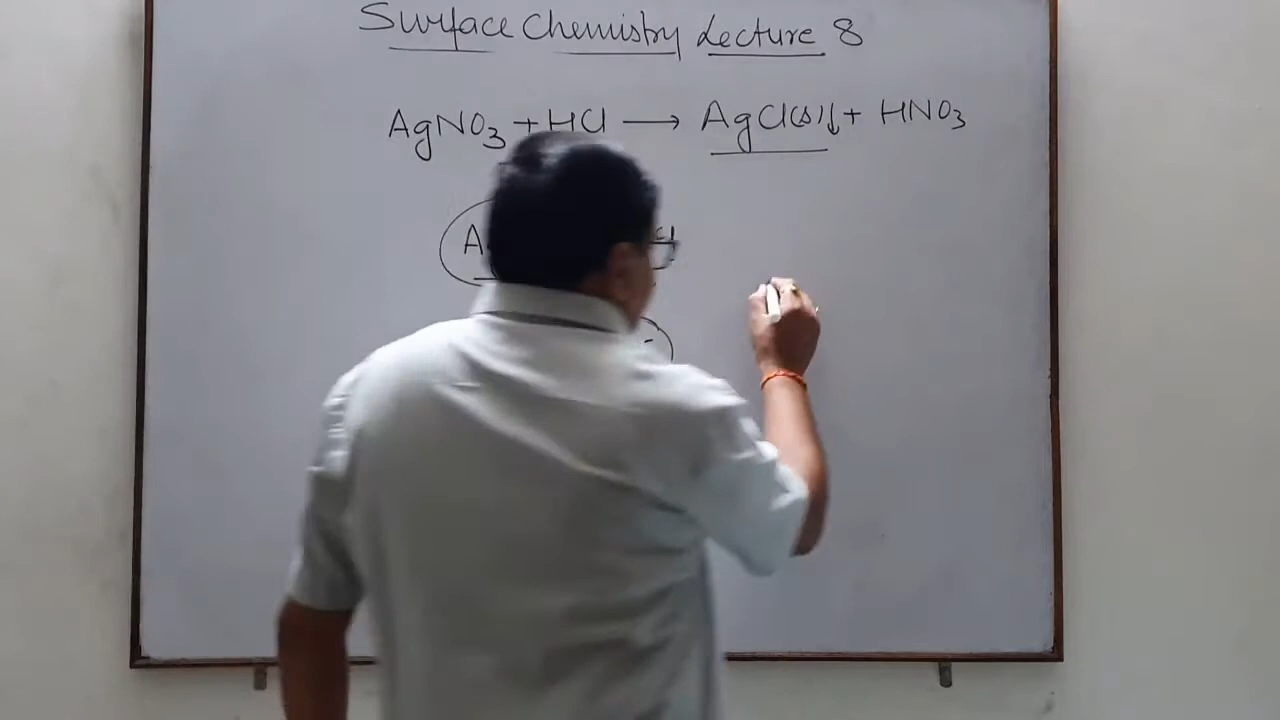 Surface Chemistry Lecture 8
AgNO3 + HCl ⟶ AgCl(s)↓ + HNO3